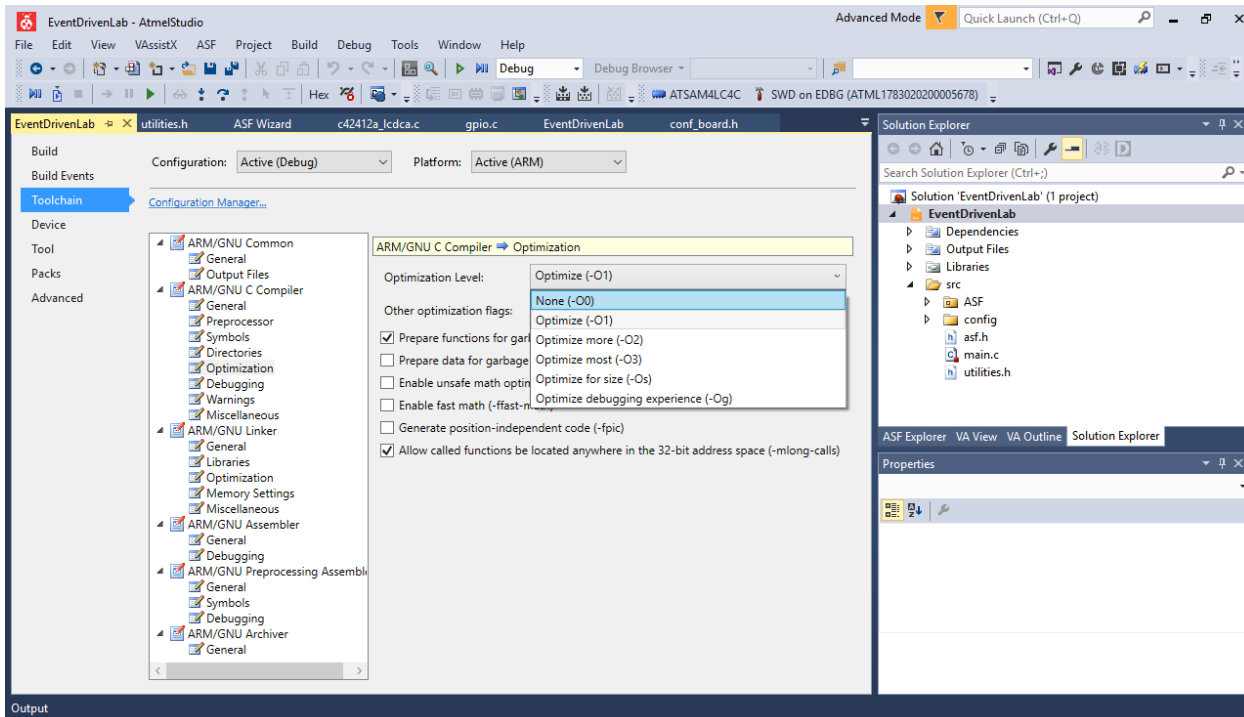 EventDrivenLab - AtmelStudio
Advanced Mode
Quick Launch (Ctrl+Q)
File Edit View VAssistX ASF Project Build Debug Tools Window Help
Debug
Debug Browser
Hex
ATSAM4LC4C
SWD on EDBG (ATML1783020200005678)
EventDrivenLab utilities.h ASF Wizard c42412a_lcdca.c gpio.c EventDrivenLab conf_board.h
Build
Build Events
Toolchain
Device
Tool
Packs
Advanced
Configuration: Active (Debug) Platform: Active (ARM)
Configuration Manager...
ARM/GNU Common
General
Output Files
ARM/GNU C Compiler
General
Preprocessor
Symbols
Directories
Optimization
Debugging
Warnings
Miscellaneous
ARM/GNU Linker
General
Libraries
Optimization
Memory Settings
Miscellaneous
ARM/GNU Assembler
General
Debugging
ARM/GNU Preprocessing Assembl
General
Symbols
Debugging
ARM/GNU Archiver
General
ARM/GNU C Compiler ➡ Optimization
Optimization Level: Optimize (-O1)
None (-O0)
Optimize (-O1)
Optimize more (-O2)
Optimize most (-O3)
Optimize for size (-Os)
Optimize debugging experience (-Og)
Other optimization flags:
Prepare functions for gar
Prepare data for garbage
Enable unsafe math optin
Enable fast math (-ffast-m
Generate position-independent code (-fpic)
Allow called functions be located anywhere in the 32-bit address space (-mlong-calls)
Solution Explorer
Search Solution Explorer (Ctrl+;)
Solution 'EventDrivenLab' (1 project)
EventDrivenLab
Dependencies
Output Files
Libraries
src
ASF
config
asf.h
main.c
utilities.h
ASF Explorer VA View VA Outline Solution Explorer
Properties
Output